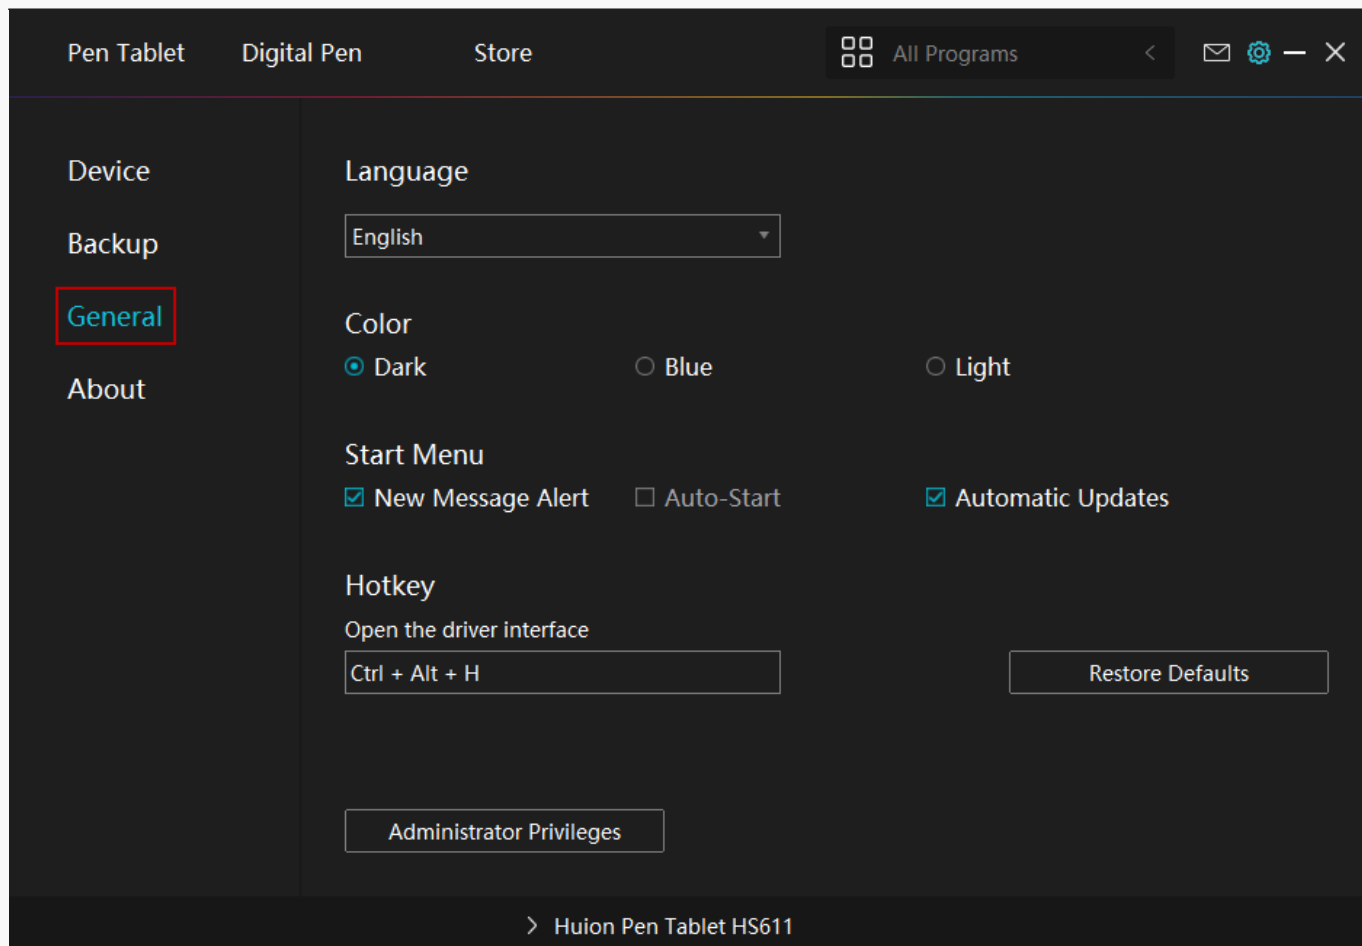 Pen Tablet Digital Pen Store All Programs
Device
Backup
General
About
Language
English
Color
Dark Blue Light
Start Menu
New Message Alert Auto-Start Automatic Updates
Hotkey
Open the driver interface
Ctrl + Alt + H Restore Defaults
Administrator Privileges
Huion Pen Tablet HS611